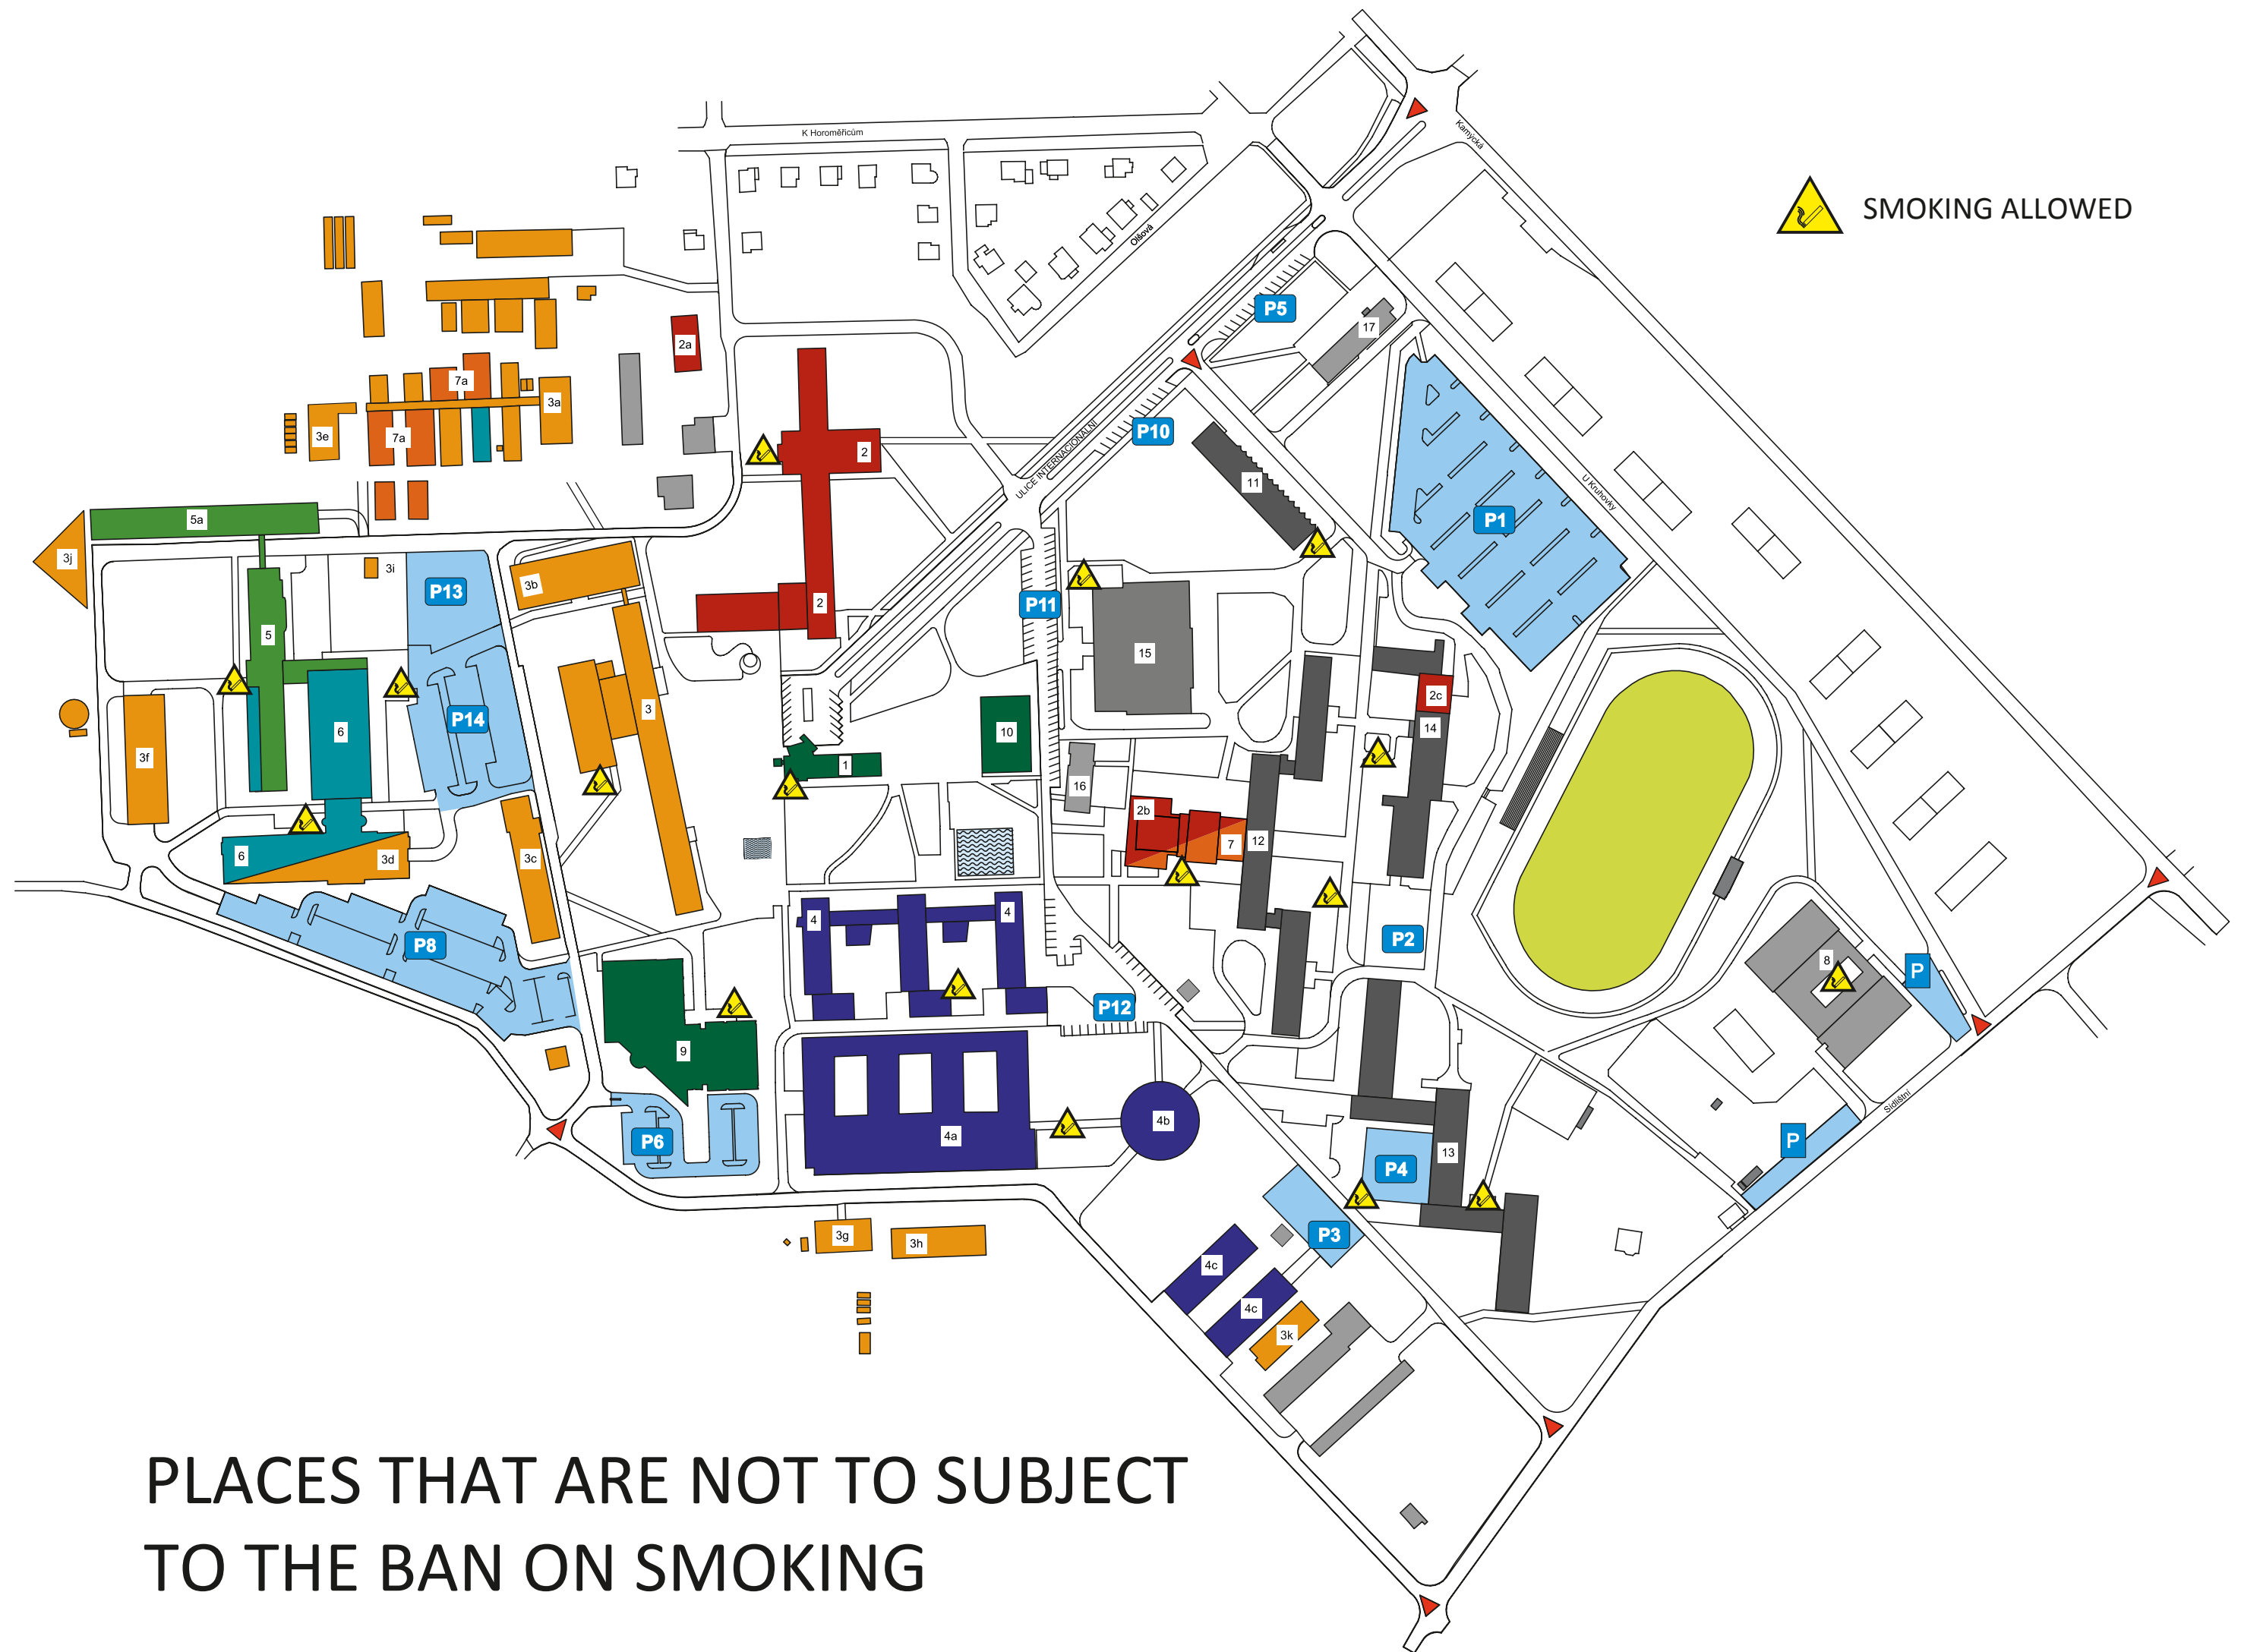 K Horoměřicům
Kamýcká
SMOKING ALLOWED
Olšová
P5
17
2a
7a
3a
P10
3e
7a
2
ULICE INTERNACIONÁLNÍ
11
U Kruhovky
P1
5a
3j
3i
3b
P13
P11
2
5
15
2c
3
P14
6
10
14
3f
1
16
2b
12
7
6
3d
3c
4
4
P8
P2
8
P
P12
9
Sídlištní
4b
4a
P6
P
13
P4
3g
3h
P3
4c
4c
3k
PLACES THAT ARE NOT TO SUBJECT
TO THE BAN ON SMOKING